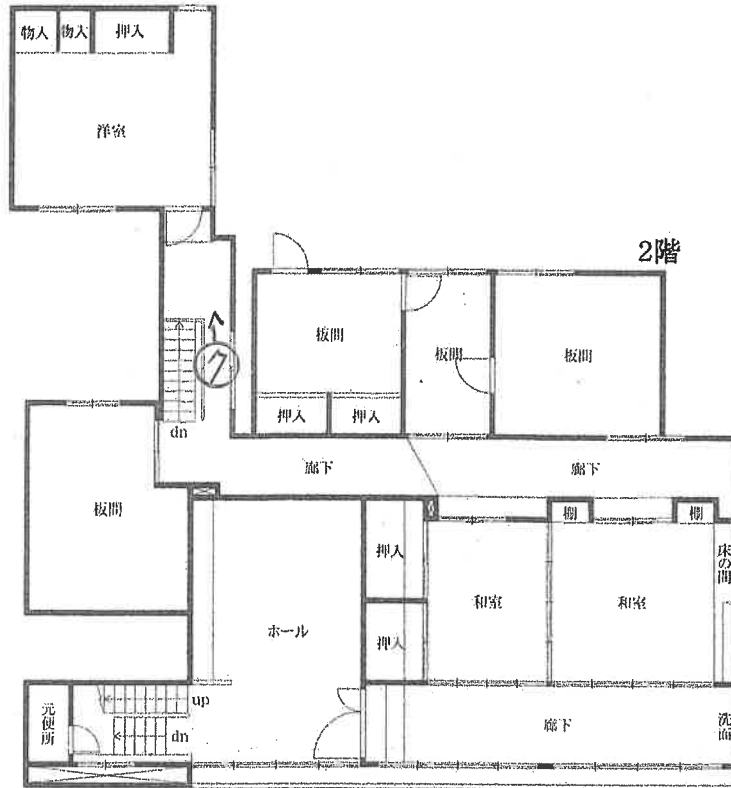 物入 物入 押入
洋室
2階
板間
板間
板間
ク
押入 押入
dn
廊下
廊下
板間
棚
棚
押入
床の間
和室
和室
ホール
押入
元便所
up
dn
廊下
洗面